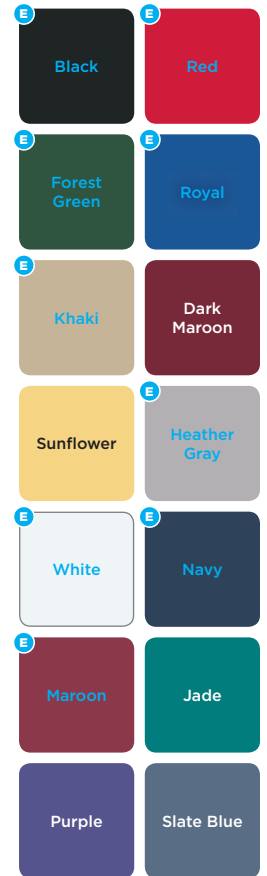 E
Black
E
Red
E
Forest
Green
E
Royal
E
Khaki
Dark
Maroon
Sunflower
E
Heather
Gray
E
White
E
Navy
E
Maroon
Jade
Purple
Slate Blue